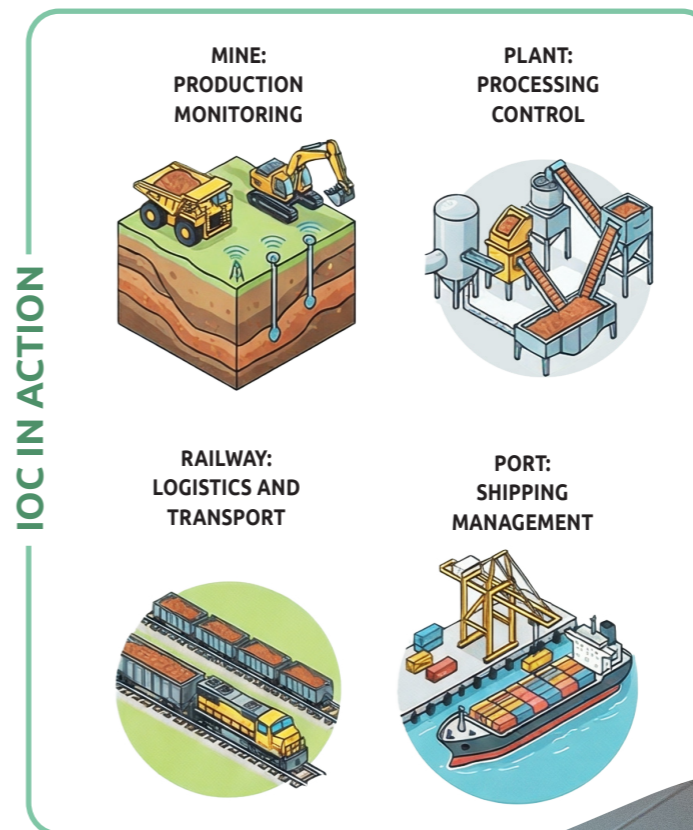 IOC IN ACTION
MINE:
PRODUCTION
MONITORING
PLANT:
PROCESSING
CONTROL
RAILWAY:
LOGISTICS AND
TRANSPORT
PORT:
SHIPPING
MANAGEMENT